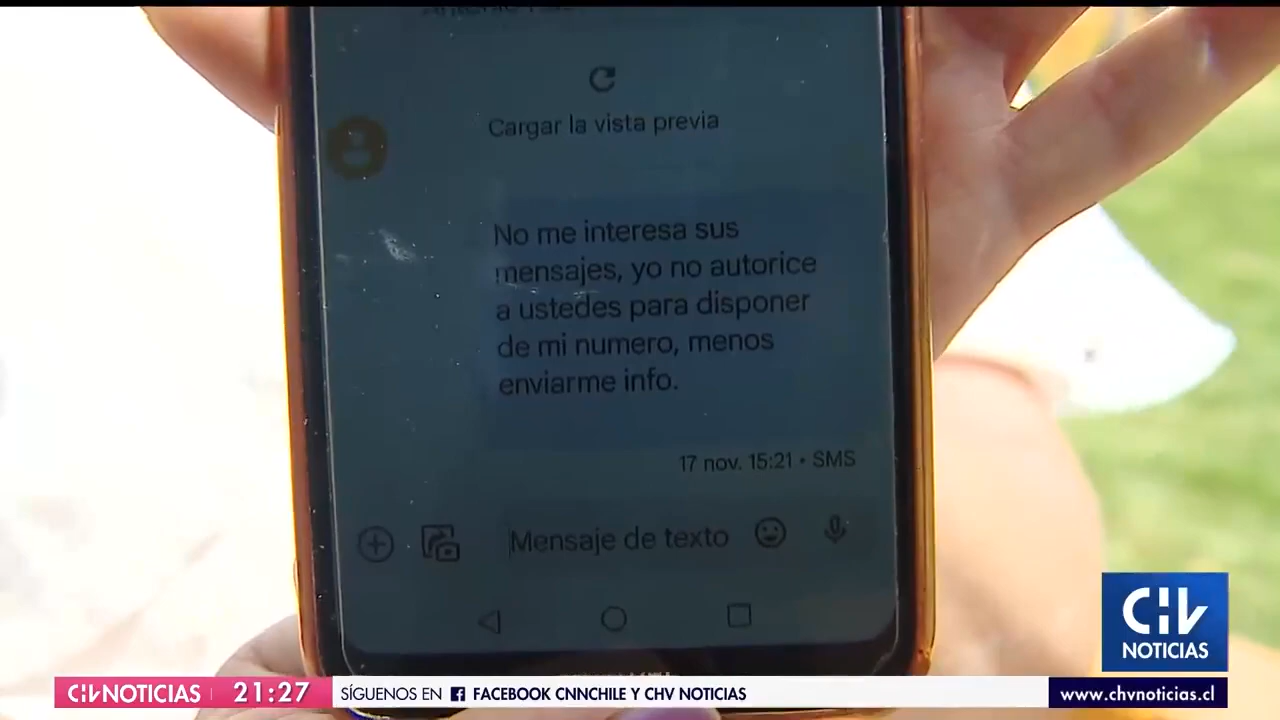 Cargar la vista previa
No me interesa sus
mensajes, yo no autorice
a ustedes para disponer
de mi numero, menos
enviarme info.
17 nov. 15:21 • SMS
Mensaje de texto
CHV
NOTICIAS
CHV NOTICIAS 21:27 SÍGUENOS EN FACEBOOK CNNCHILE Y CHV NOTICIAS www.chvnoticias.cl